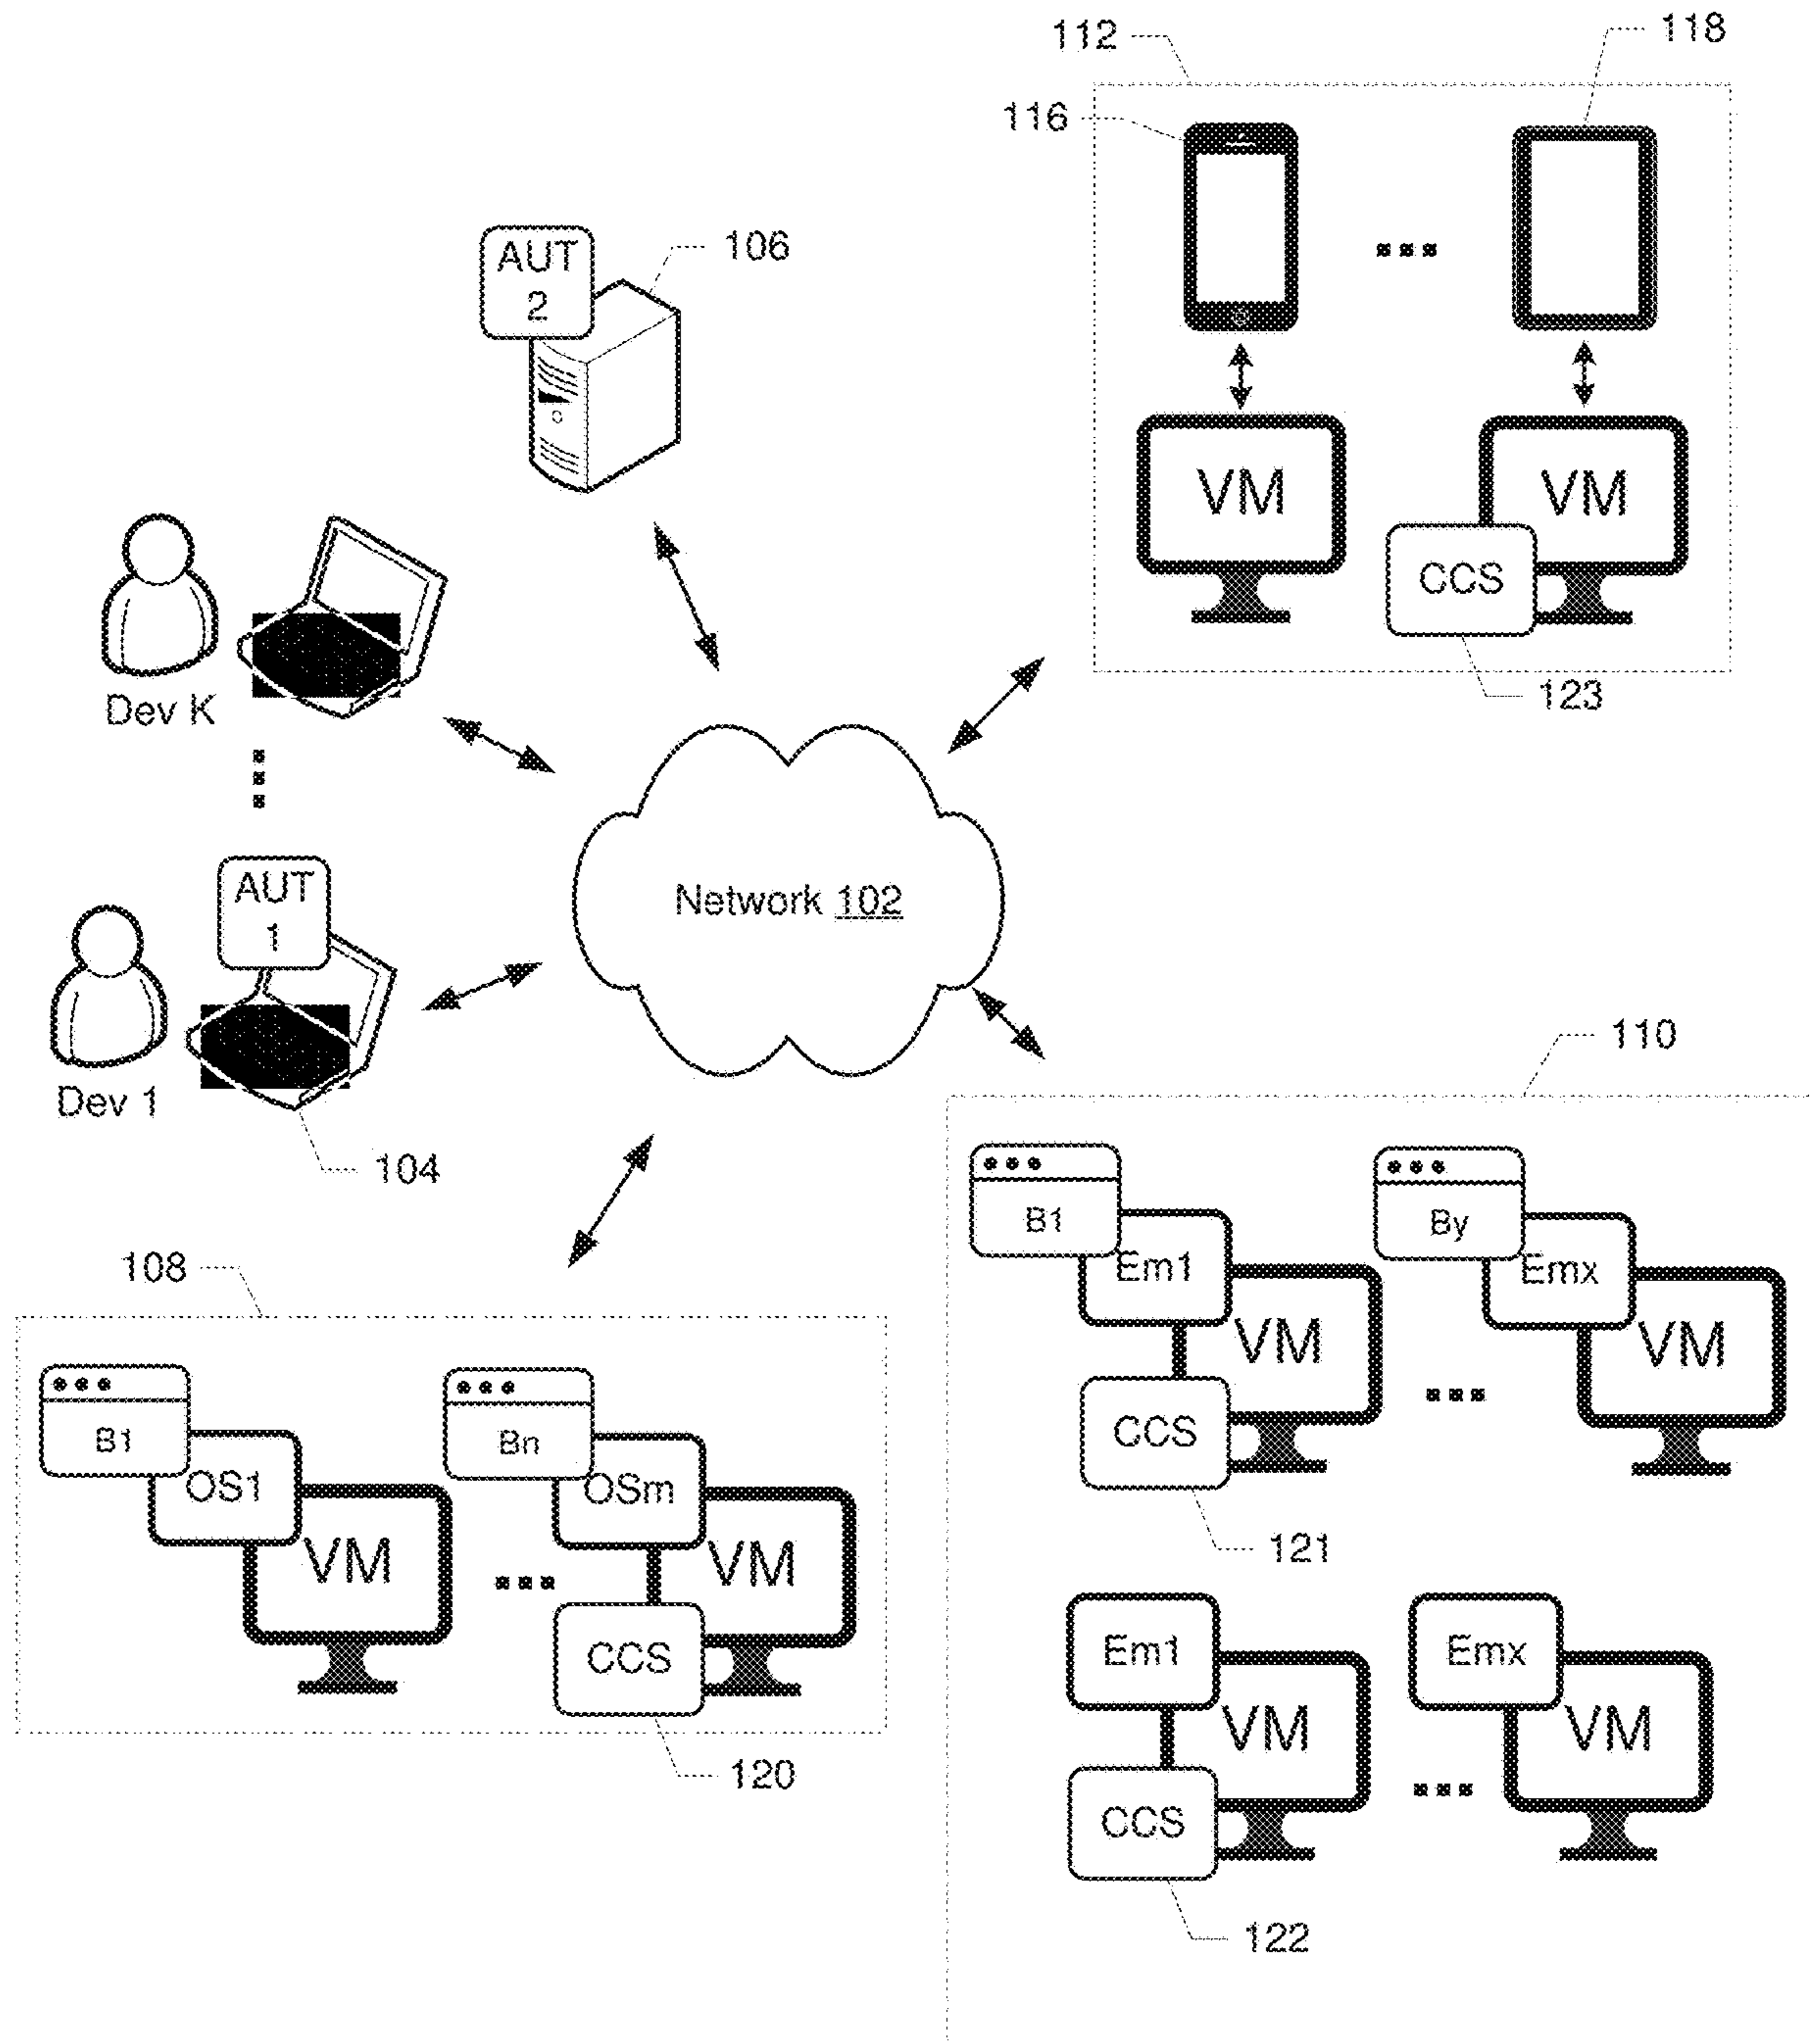 112
118
116
AUT
2
106
VM
VM
CCS
123
Dev K
AUT
1
Network 102
Dev 1
104
110
B1
Em1
VM
By
Emx
VM
CCS
121
108
B1
OS1
VM
Bn
OSm
VM
CCS
120
Em1
VM
Emx
VM
CCS
122